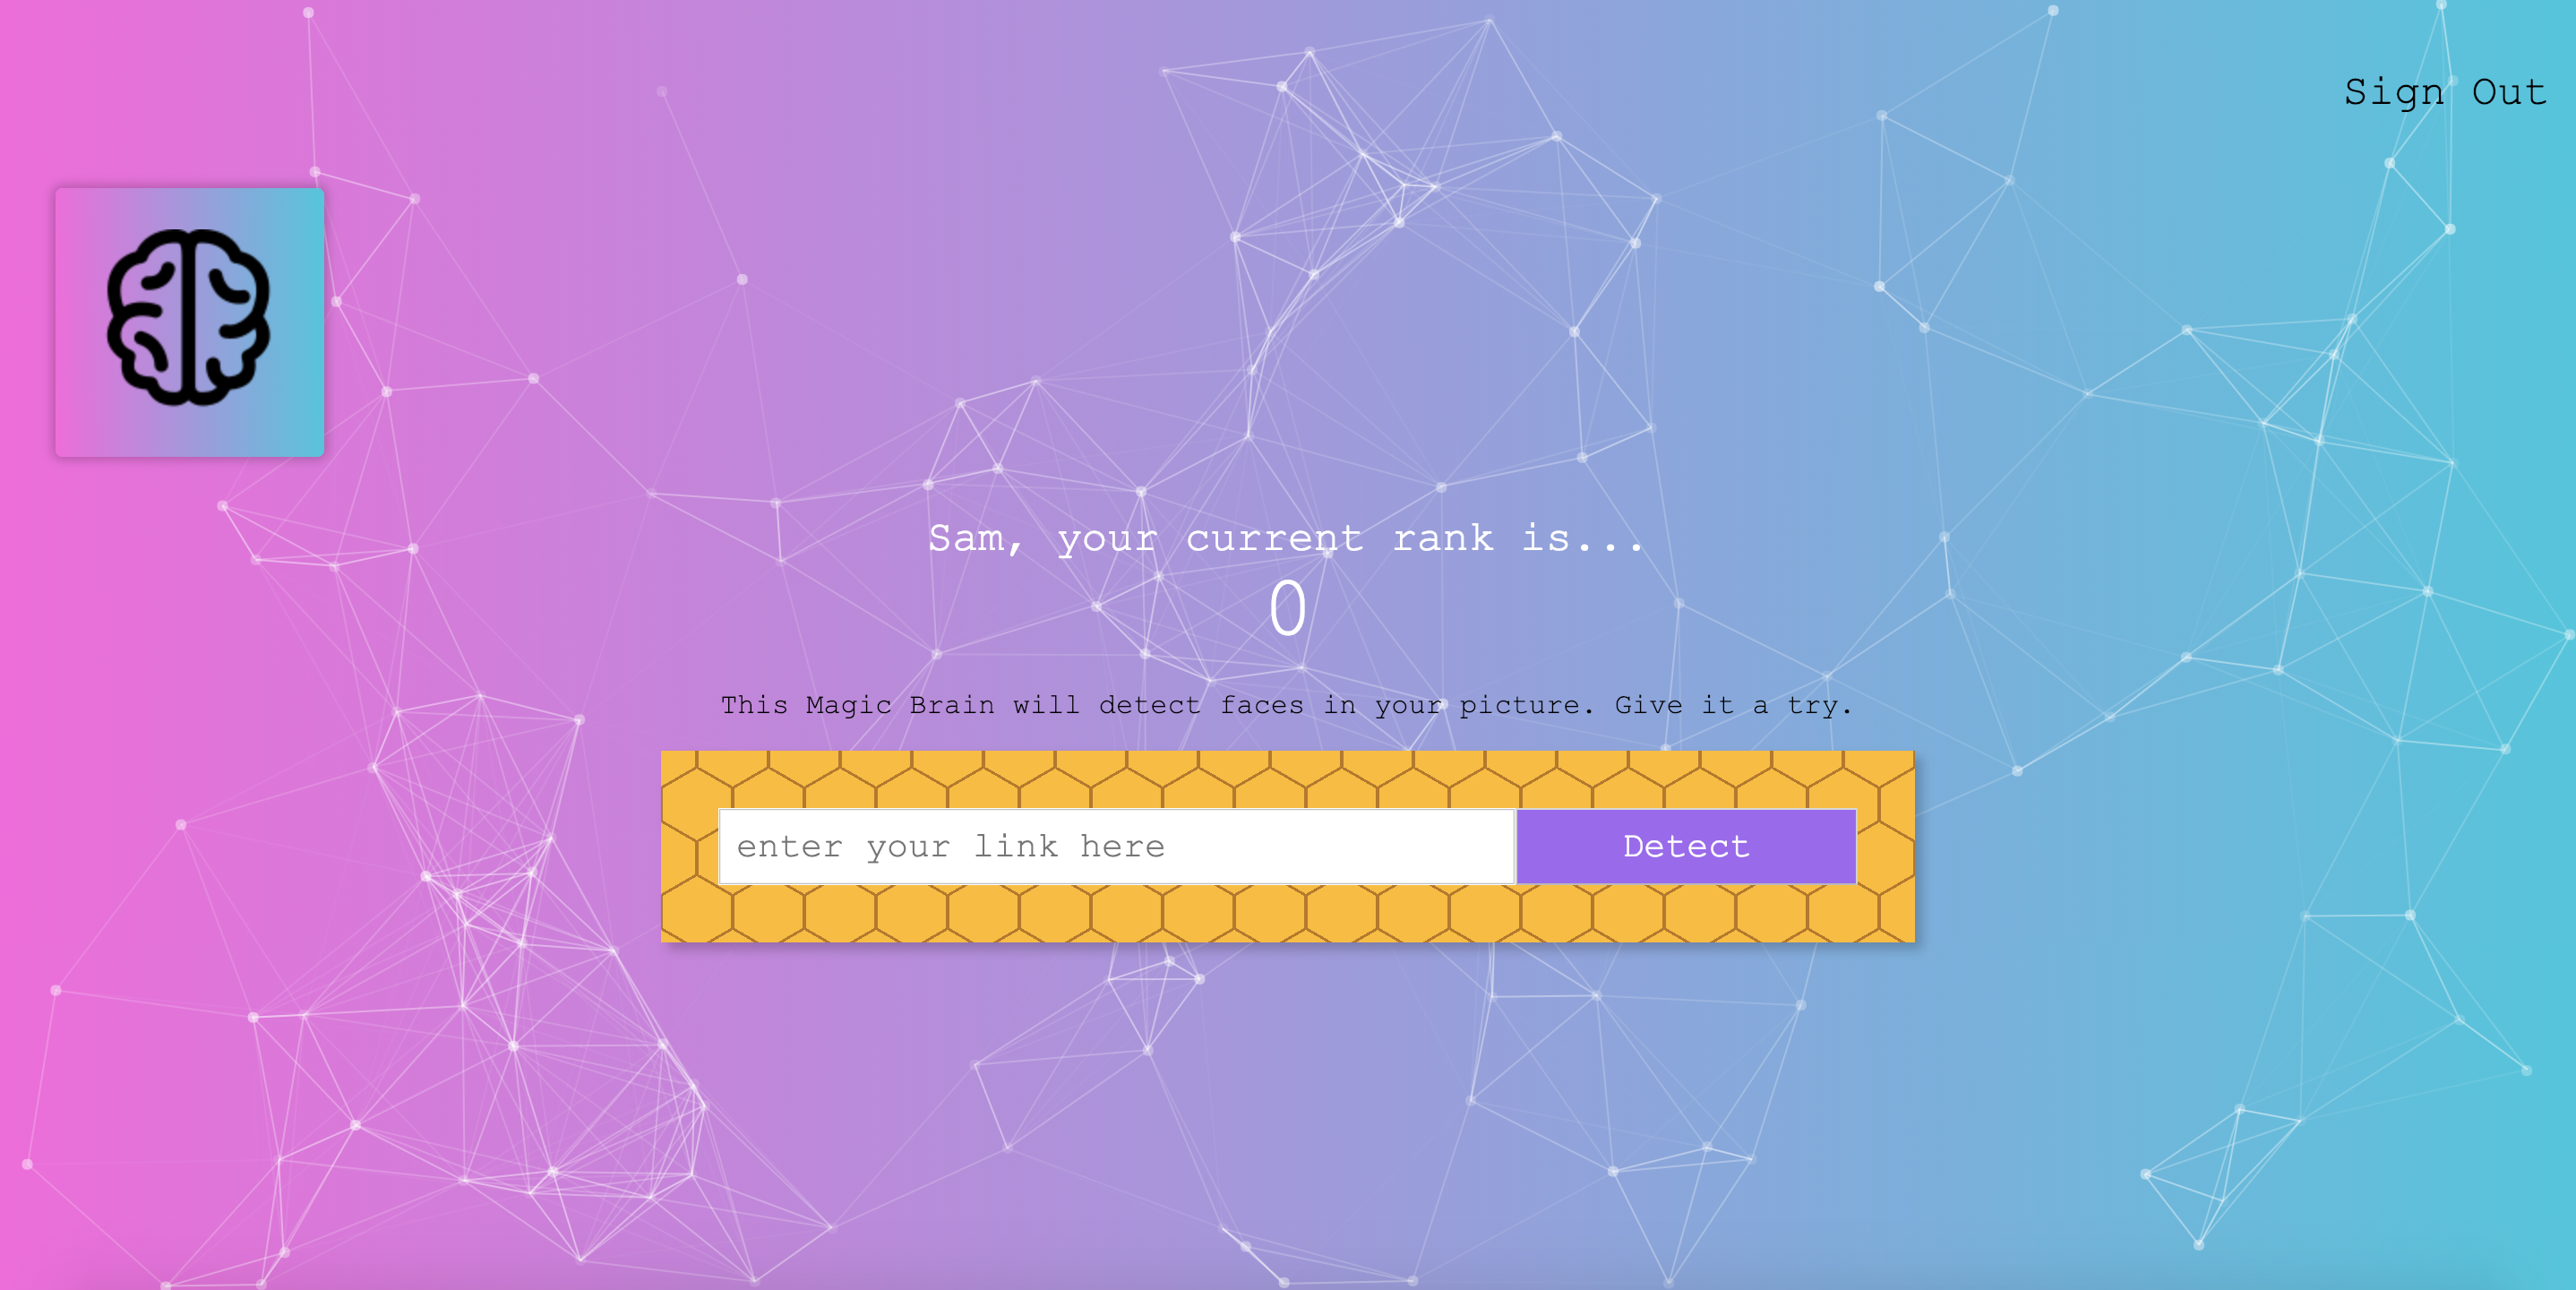 Sign Out
Sam, your current rank is...
0
This Magic Brain will detect faces in your picture. Give it a try.
enter your link here
Detect